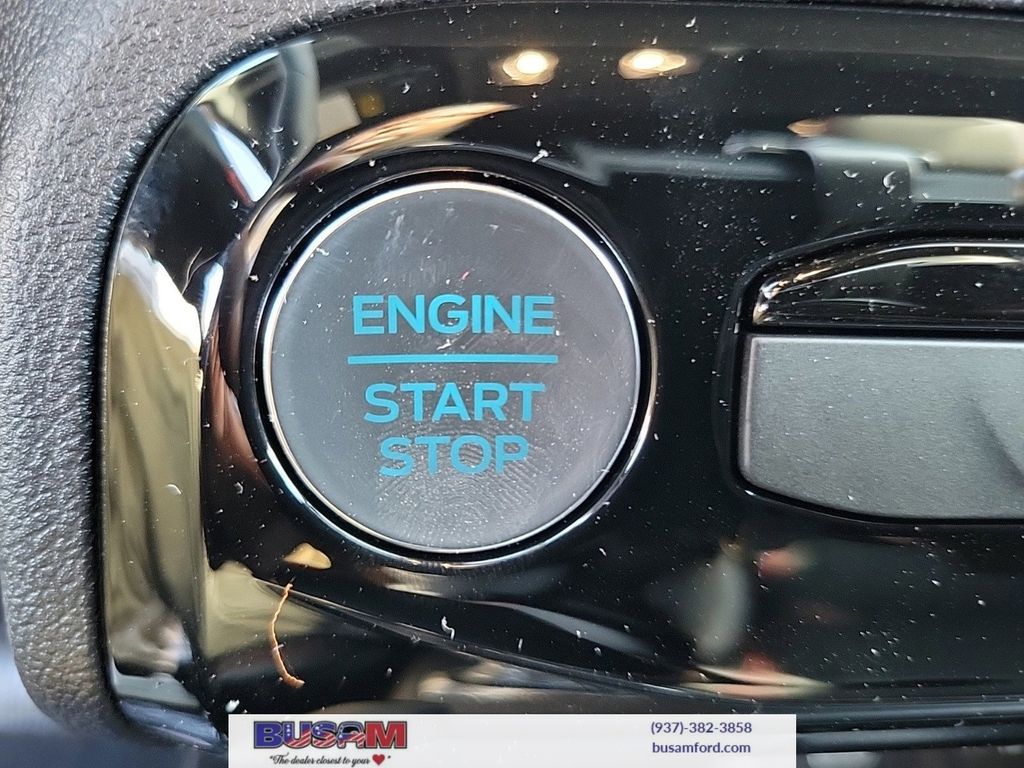 ENGINE
START
STOP
BUSAM
"The dealer closest to your ❤"
(937)-382-3858
busamford.com